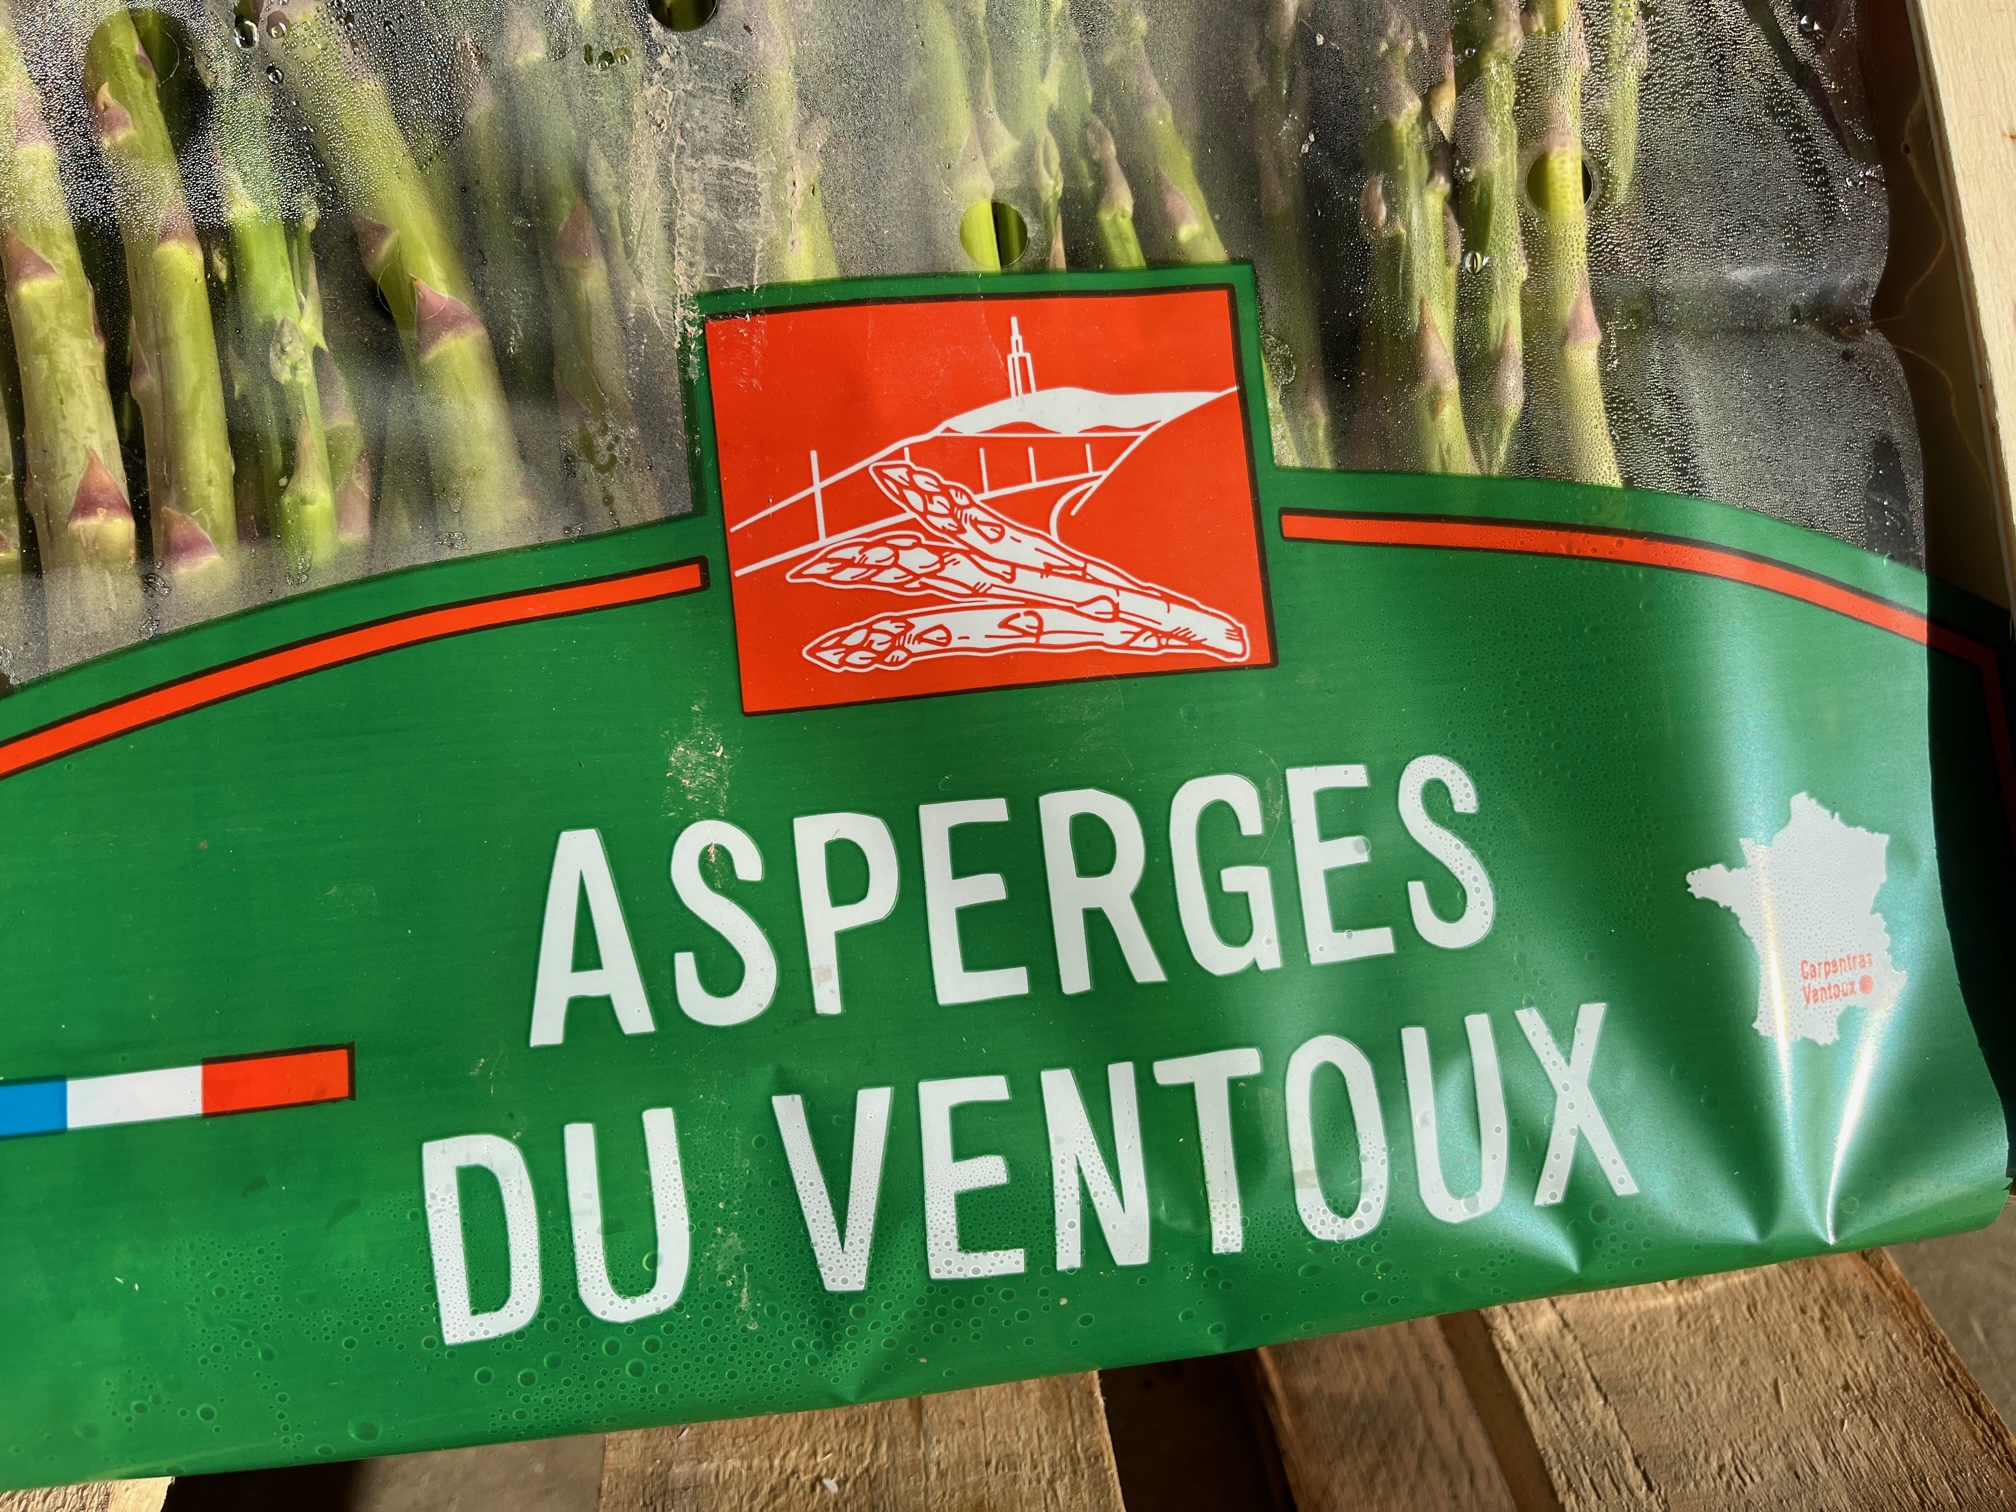 ASPERGES
DU VENTOUX
Carpentras
Ventoux